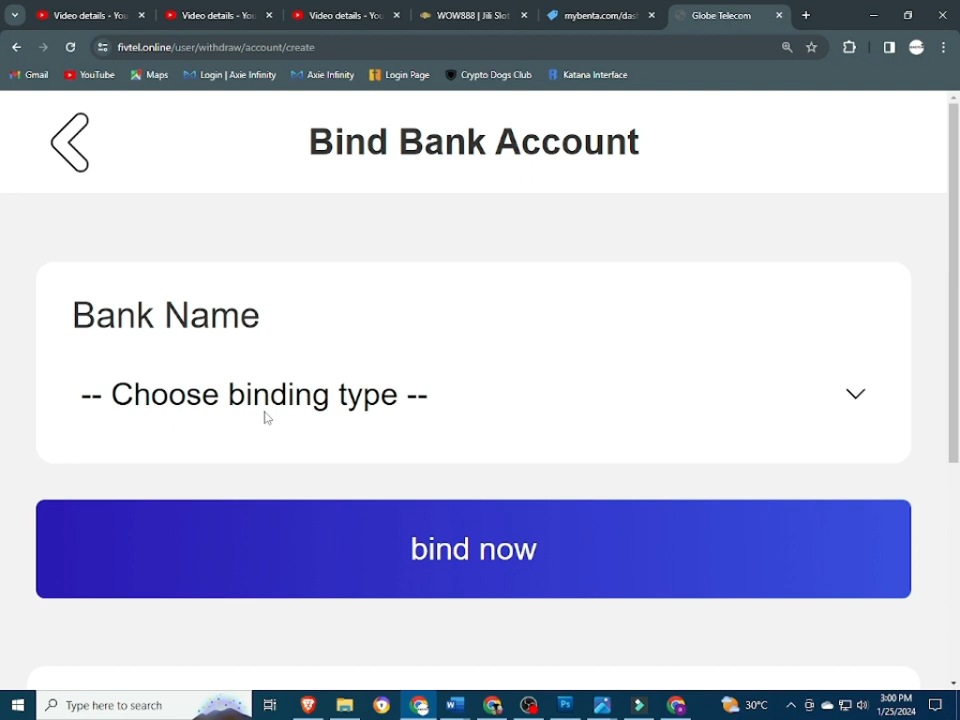 Video details - You
Video details - You
Video details - You
WOW888 | Jili Slot
mybenta.com/das
Globe Telecom
fivtel.online/user/withdraw/account/create
Gmail
YouTube
Maps
Login | Axie Infinity
Axie Infinity
Login Page
Crypto Dogs Club
Katana Interface
Bind Bank Account
Bank Name
-- Choose binding type --
bind now
Type here to search
30°C
3:00 PM
1/25/2024